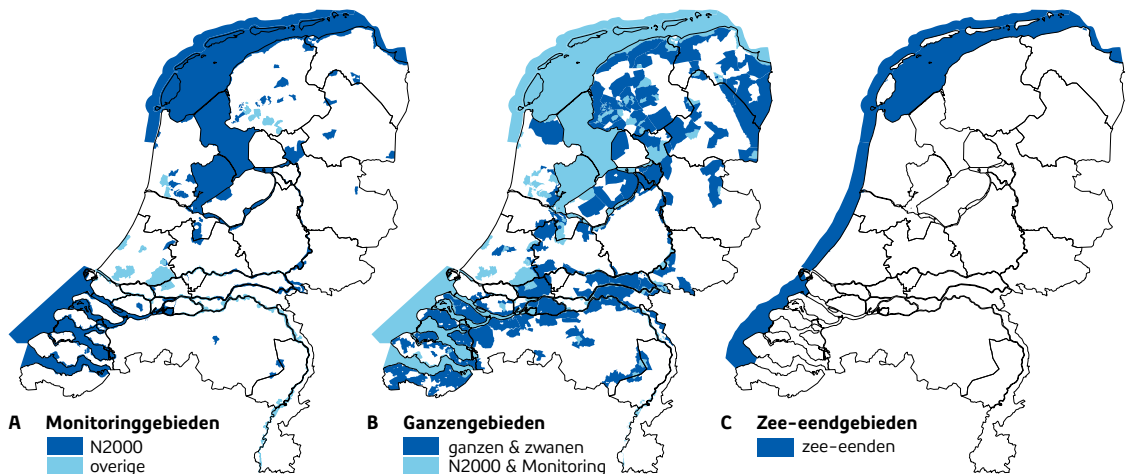 A Monitoringgebieden
N2000
overige
B Ganzengebieden
ganzen & zwanen
N2000 & Monitoring
C Zee-eendgebieden
zee-eenden